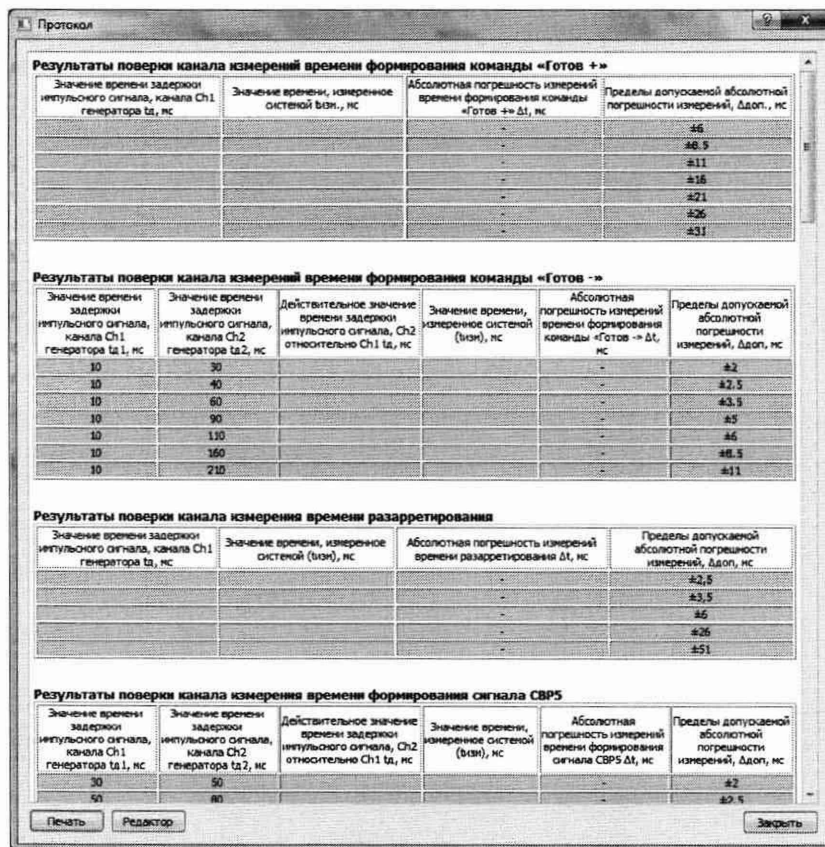 Протокол
Результаты поверки канала измерений времени формирования команды «Готов +»
Значение времени задержки импульсного сигнала, канала Ch1 генератора tд, мс
Значение времени, измеренное системой tизм., мс
Абсолютная погрешность измерений времени формирования команды «Готов +» Δt, мс
Пределы допускаемой абсолютной погрешности измерений, Δдоп., мс
- ±6
- ±8.5
- ±11
- ±16
- ±21
- ±26
- ±31
Результаты поверки канала измерений времени формирования команды «Готов -»
Значение времени задержки импульсного сигнала, канала Ch1 генератора tд1, мс
Значение времени задержки импульсного сигнала, канала Ch2 генератора tд2, мс
Действительное значение времени задержки импульсного сигнала, Ch2 относительно Ch1 tд, мс
Значение времени, измеренное системой (tизм), мс
Абсолютная погрешность измерений времени формирования команды «Готов -» Δt, мс
Пределы допускаемой абсолютной погрешности измерений, Δдоп, мс
10 30 - ±2
10 40 - ±2.5
10 60 - ±3.5
10 90 - ±5
10 110 - ±6
10 160 - ±8.5
10 210 - ±11
Результаты поверки канала измерения времени разарретирования
Значение времени задержки импульсного сигнала, канала Ch1 генератора tд, мс
Значение времени, измеренное системой (tизм), мс
Абсолютная погрешность измерений времени разарретирования Δt, мс
Пределы допускаемой абсолютной погрешности измерений, Δдоп, мс
- ±2,5
- ±3,5
- ±6
- ±26
- ±51
Результаты поверки канала измерения времени формирования сигнала СВР5
Значение времени задержки импульсного сигнала, канала Ch1 генератора tд1, мс
Значение времени задержки импульсного сигнала, канала Ch2 генератора tд2, мс
Действительное значение времени задержки импульсного сигнала, Ch2 относительно Ch1 tд, мс
Значение времени, измеренное системой (tизм), мс
Абсолютная погрешность измерений времени формирования сигнала СВР5 Δt, мс
Пределы допускаемой абсолютной погрешности измерений, Δдоп, мс
30 50 - ±2
50 80 - ±2.5
Печать Редактор Закрыть